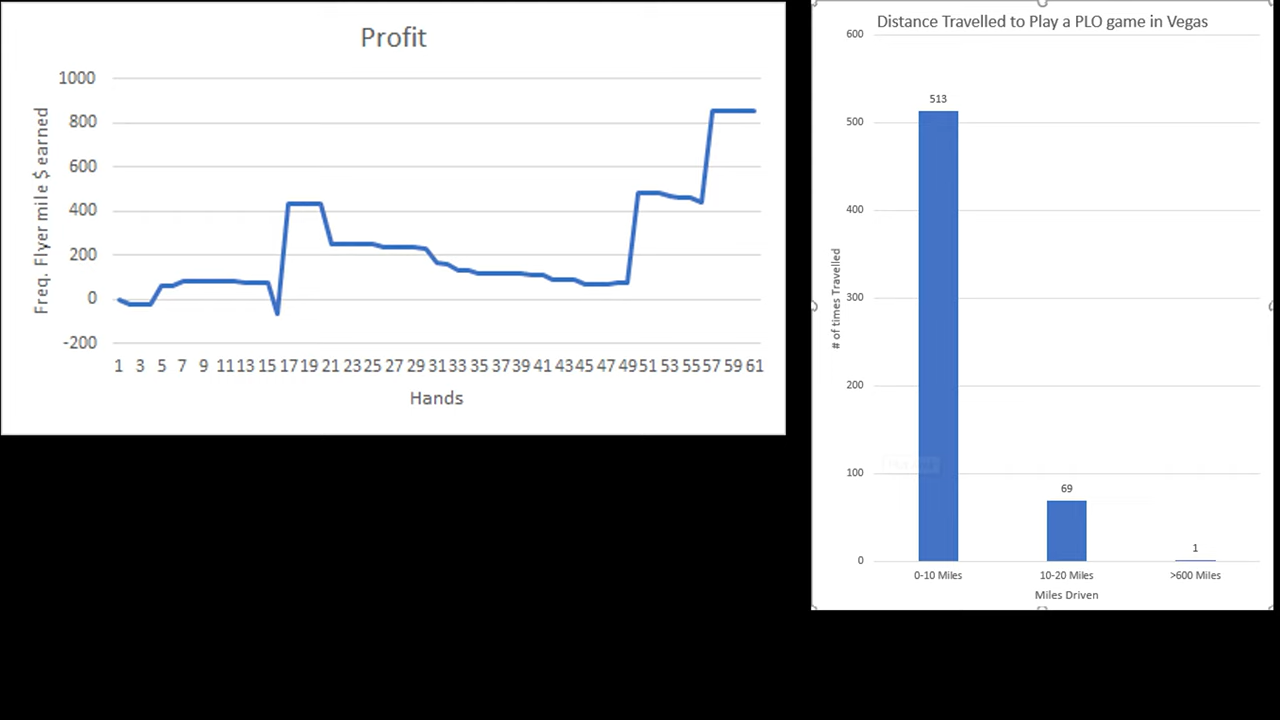 Profit
Freq. Flyer mile $ earned
1000
800
600
400
200
0
-200
1 3 5 7 9 11 13 15 17 19 21 23 25 27 29 31 33 35 37 39 41 43 45 47 49 51 53 55 57 59 61
Hands
Distance Travelled to Play a PLO game in Vegas
# of times Travelled
600
500
400
300
200
100
0
513
69
1
0-10 Miles 10-20 Miles >600 Miles
Miles Driven